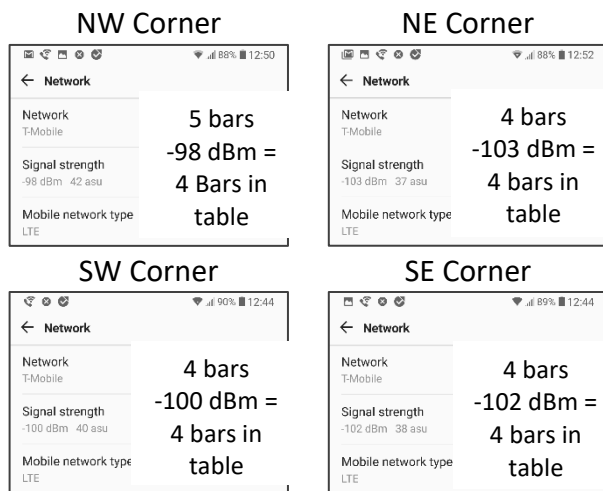 NW Corner
88% 12:50
← Network
Network
T-Mobile
Signal strength
-98 dBm 42 asu
Mobile network type
LTE
5 bars
-98 dBm =
4 Bars in
table
NE Corner
88% 12:52
← Network
Network
T-Mobile
Signal strength
-103 dBm 37 asu
Mobile network type
LTE
4 bars
-103 dBm =
4 bars in
table
SW Corner
90% 12:44
← Network
Network
T-Mobile
Signal strength
-100 dBm 40 asu
Mobile network type
LTE
4 bars
-100 dBm =
4 bars in
table
SE Corner
89% 12:44
← Network
Network
T-Mobile
Signal strength
-102 dBm 38 asu
Mobile network type
LTE
4 bars
-102 dBm =
4 bars in
table